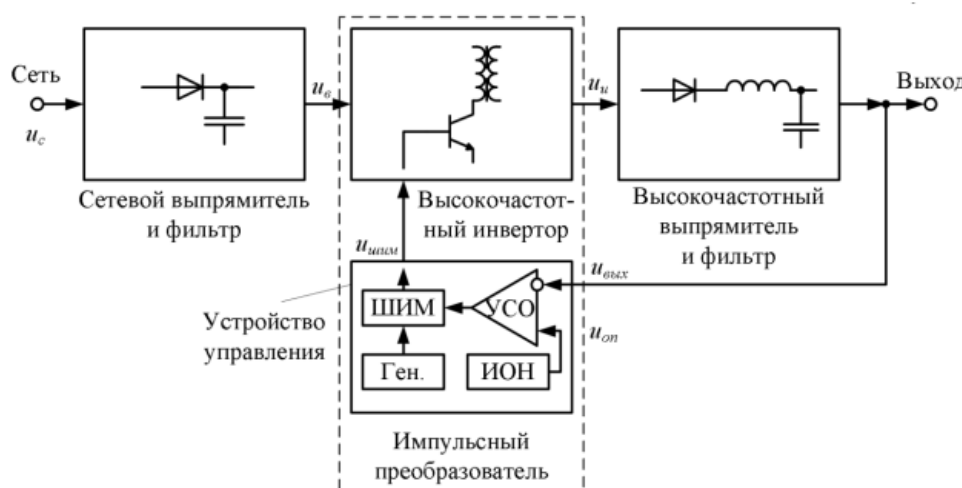 Сеть
u_c
u_в
u_и
Выход
Сетевой выпрямитель
и фильтр
Высокочастот-
ный инвертор
Высокочастотный
выпрямитель
и фильтр
u_шим
u_вых
Устройство
управления
ШИМ
УСО
u_оп
Ген.
ИОН
Импульсный
преобразователь